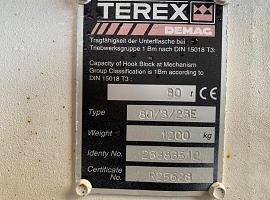 TEREX
DEMAG
Tragfähigkeit der Unterflasche bei
Triebwerksgruppe 1 Bm nach DIN 15018 T3:
Capacity of Hook Block at Mechanism
Group Classification is 1Bm according to
DIN 15018 T3 :
80 t
Type 80/3/23E
Weight 1200 kg
Identy No.
Certificate
No. R25628